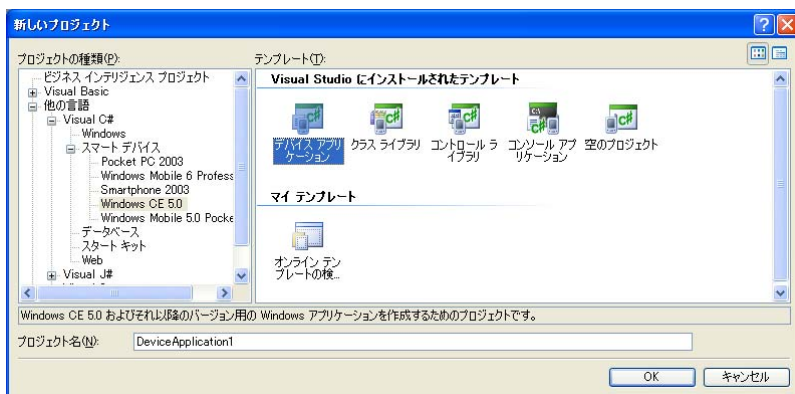 新しいプロジェクト
プロジェクトの種類(P):
ビジネス インテリジェンス プロジェクト
Visual Basic
他の言語
Visual C#
Windows
スマート デバイス
Pocket PC 2003
Windows Mobile 6 Profess
Smartphone 2003
Windows CE 5.0
Windows Mobile 5.0 Pocke
データベース
スタート キット
Web
Visual J#
テンプレート(T):
Visual Studio にインストールされたテンプレート
デバイス アプリ
ケーション
クラス ライブラリ
コントロール ラ
イブラリ
コンソール アプ
リケーション
空のプロジェクト
マイ テンプレート
オンライン テン
プレートの検...
Windows CE 5.0 およびそれ以降のバージョン用の Windows アプリケーションを作成するためのプロジェクトです。
プロジェクト名(N):
DeviceApplication1
OK
キャンセル